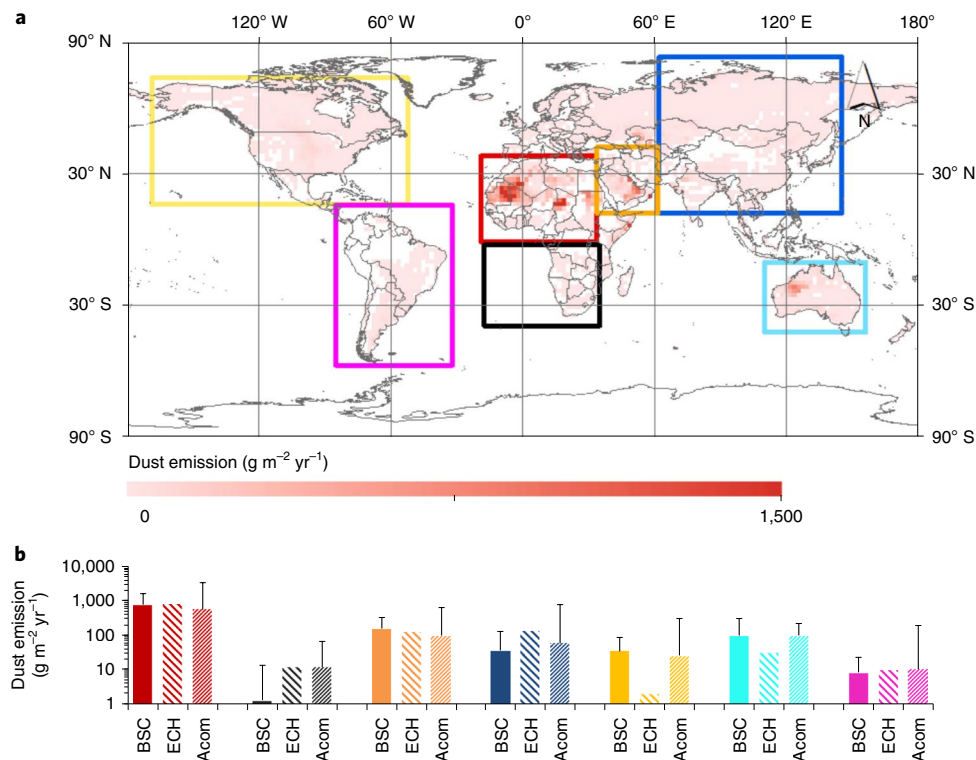 a
120° W 60° W 0° 60° E 120° E 180°
90° N
N
30° N 30° N
30° S 30° S
90° S 90° S
Dust emission (g m⁻² yr⁻¹)
0 1,500
b
Dust emission
(g m⁻² yr⁻¹)
10,000
1,000
100
10
1
BSC ECH Acom BSC ECH Acom BSC ECH Acom BSC ECH Acom BSC ECH Acom BSC ECH Acom BSC ECH Acom